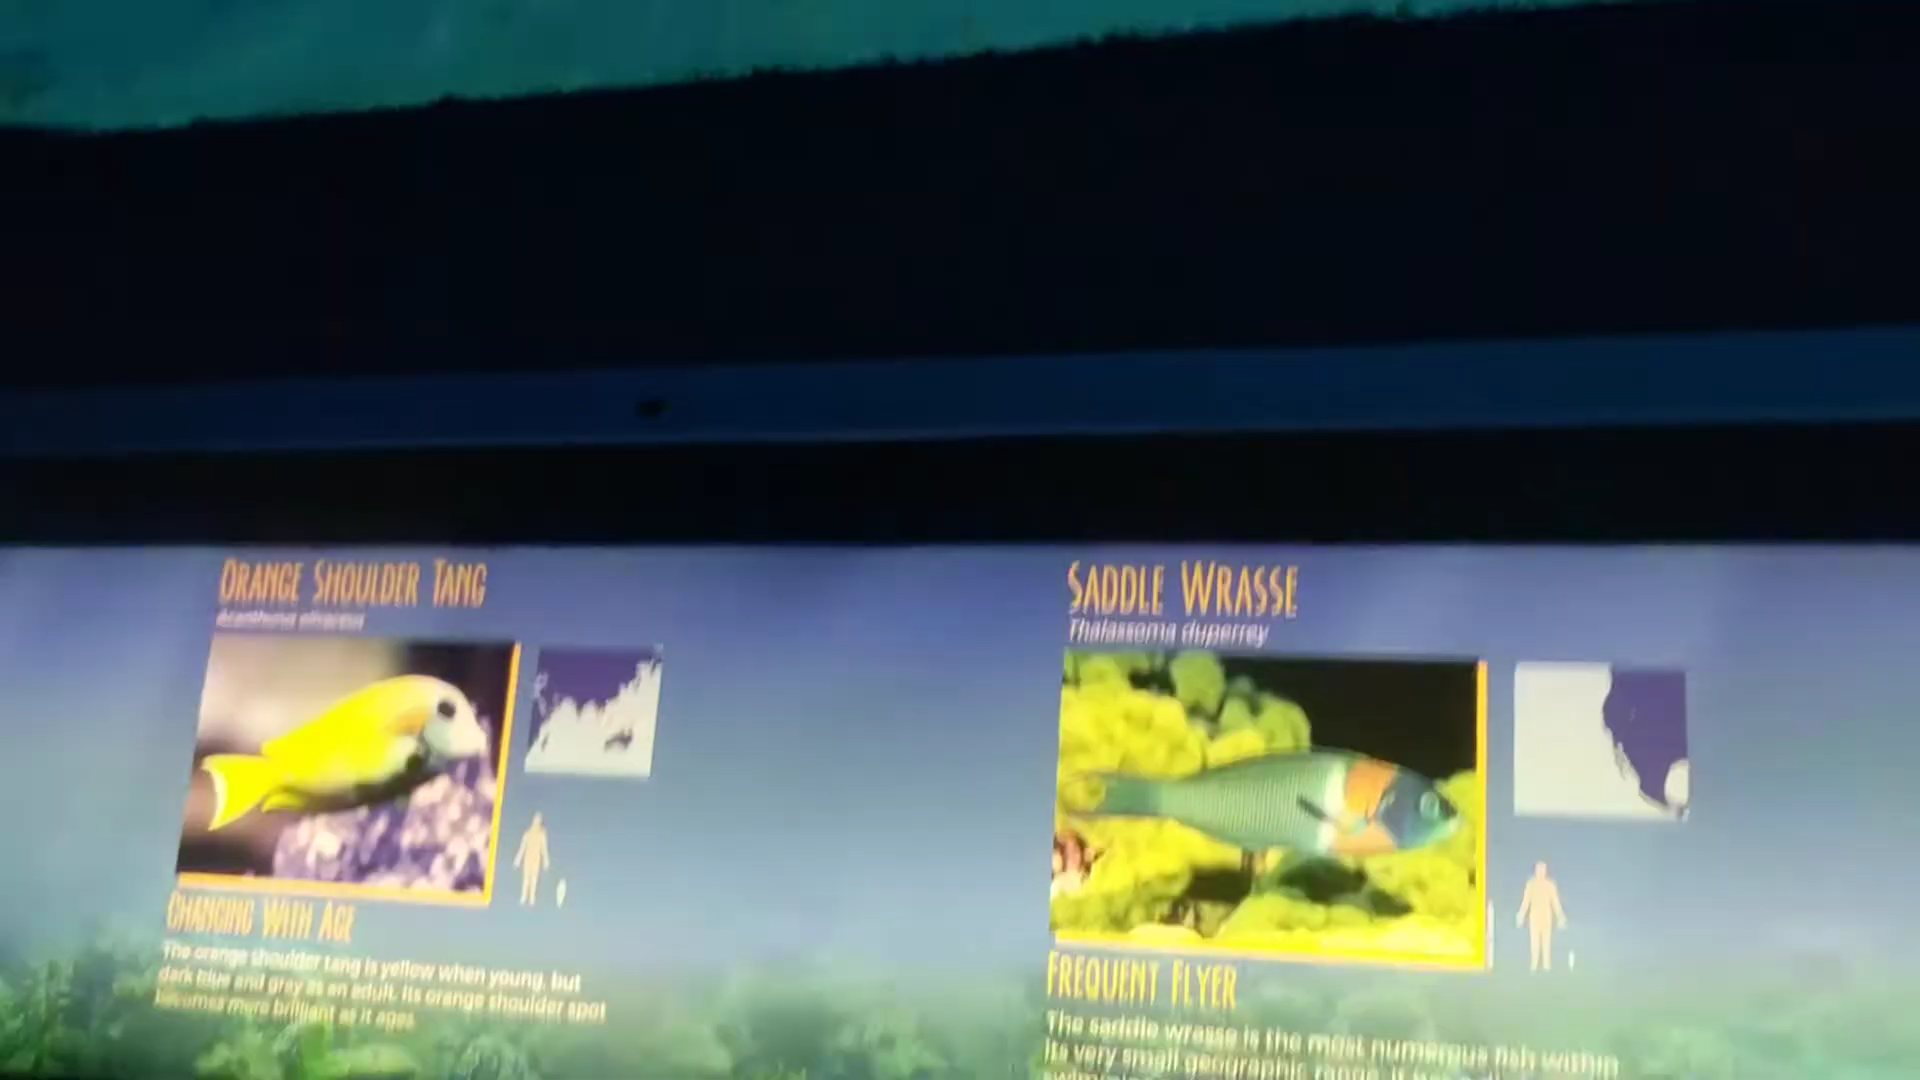 ORANGE SHOULDER TANG
SADDLE WRASSE
Thalassoma duperrey
CHANGING WITH AGE
The orange shoulder tang is yellow when young, but
dark blue and gray as an adult. Its orange shoulder spot
becomes more brilliant as it ages.
FREQUENT FLYER
The saddle wrasse is the most numerous fish within
its very small geographic range. It